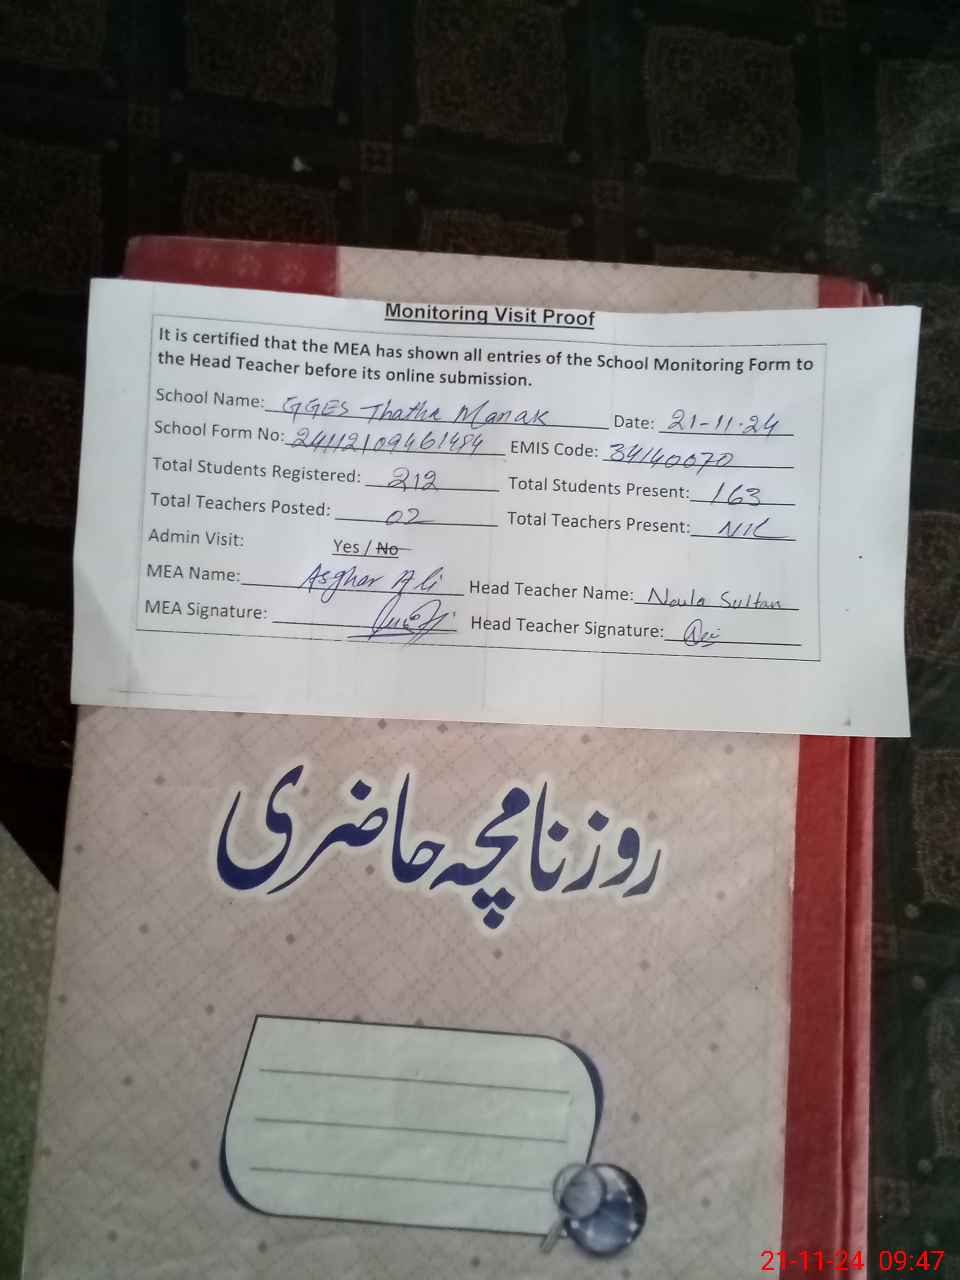 Monitoring Visit Proof
It is certified that the MEA has shown all entries of the School Monitoring Form to
the Head Teacher before its online submission.
School Name: GGES Thatha Manak Date: 21-11-24
School Form No: 24112109461484 EMIS Code: 34140070
Total Students Registered: 212 Total Students Present: 163
Total Teachers Posted: 02 Total Teachers Present: NIL
Admin Visit: Yes / No
MEA Name: Asghar Ali Head Teacher Name: Sultan
MEA Signature: Head Teacher Signature:
روزنامچہ حاضری
21-11-24 09:47